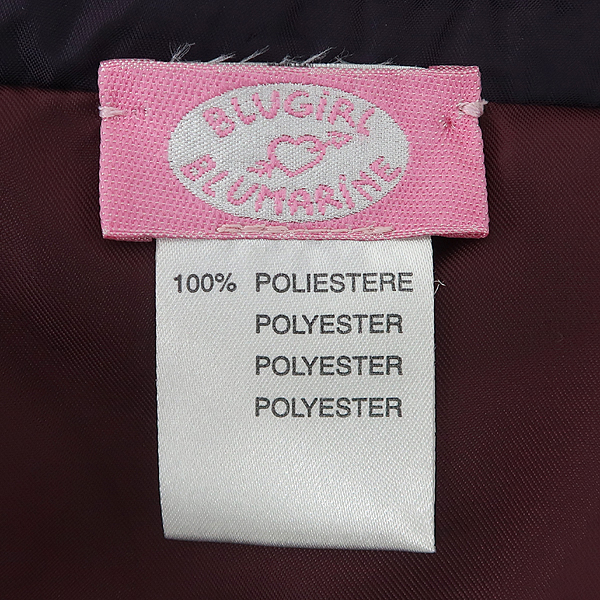 BLUGIRL
BLUMARINE
100% POLIESTERE
POLYESTER
POLYESTER
POLYESTER